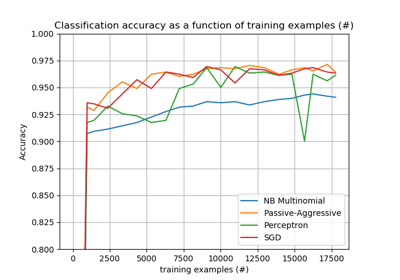 Classification accuracy as a function of training examples (#)
1.000
0.975
0.950
0.925
0.900
0.875
0.850
0.825
0.800
Accuracy
NB Multinomial
Passive-Aggressive
Perceptron
SGD
0 2500 5000 7500 10000 12500 15000 17500
training examples (#)